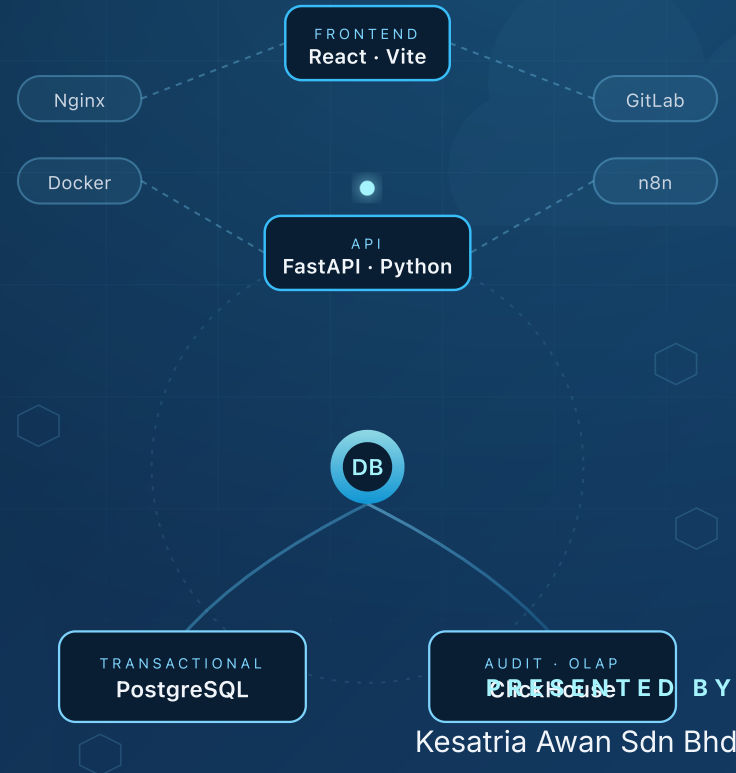 FRONTEND
React · Vite
Nginx
GitLab
Docker
n8n
API
FastAPI · Python
DB
TRANSACTIONAL
PostgreSQL
AUDIT · OLAP
ClickHouse
PRESENTED BY
Kesatria Awan Sdn Bhd